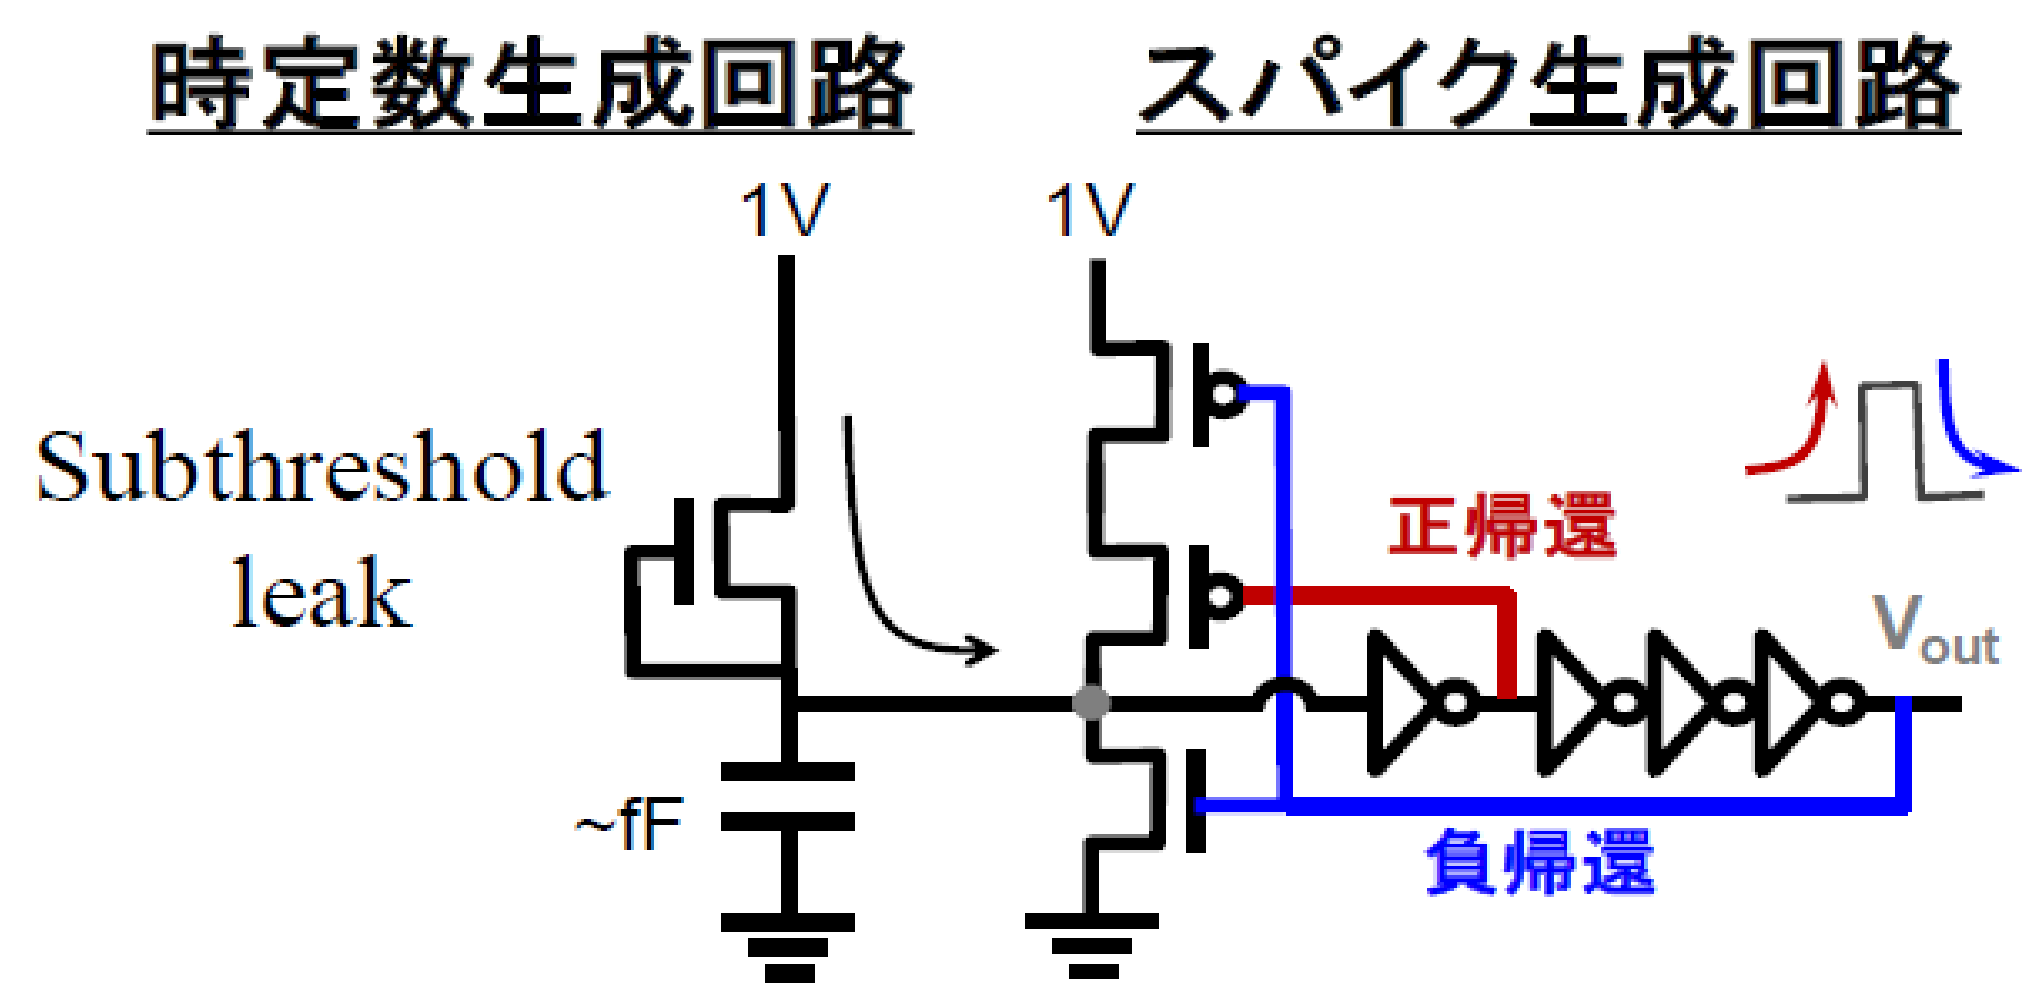 時定数生成回路
スパイク生成回路
1V
1V
Subthreshold
leak
正帰還
Vout
~fF
負帰還